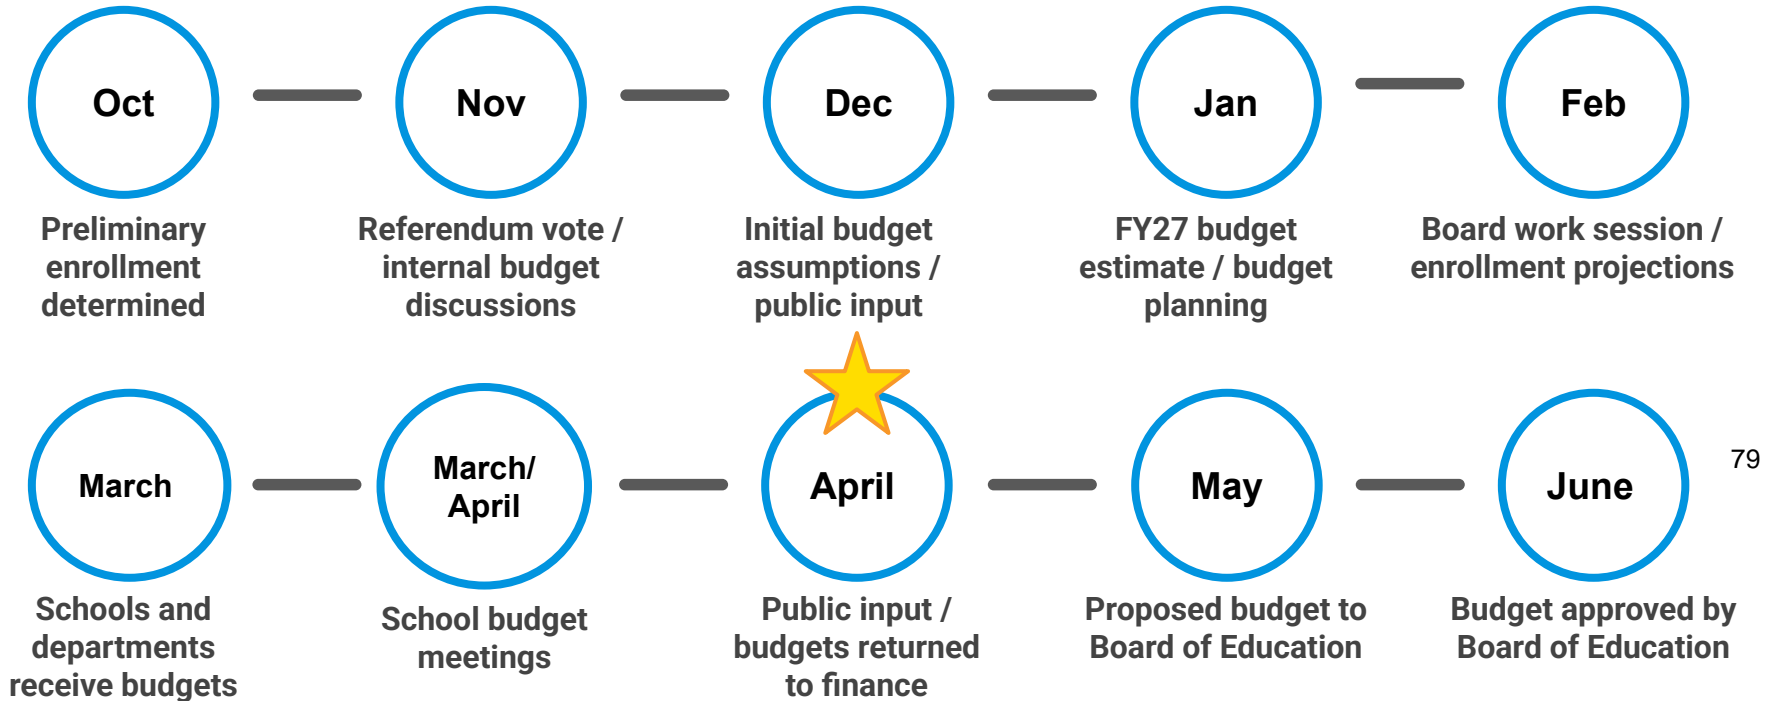 Oct
Nov
Dec
Jan
Feb
Preliminary
enrollment
determined
Referendum vote /
internal budget
discussions
Initial budget
assumptions /
public input
FY27 budget
estimate / budget
planning
Board work session /
enrollment projections
March
March/
April
April
May
June
79
Schools and
departments
receive budgets
School budget
meetings
Public input /
budgets returned
to finance
Proposed budget to
Board of Education
Budget approved by
Board of Education